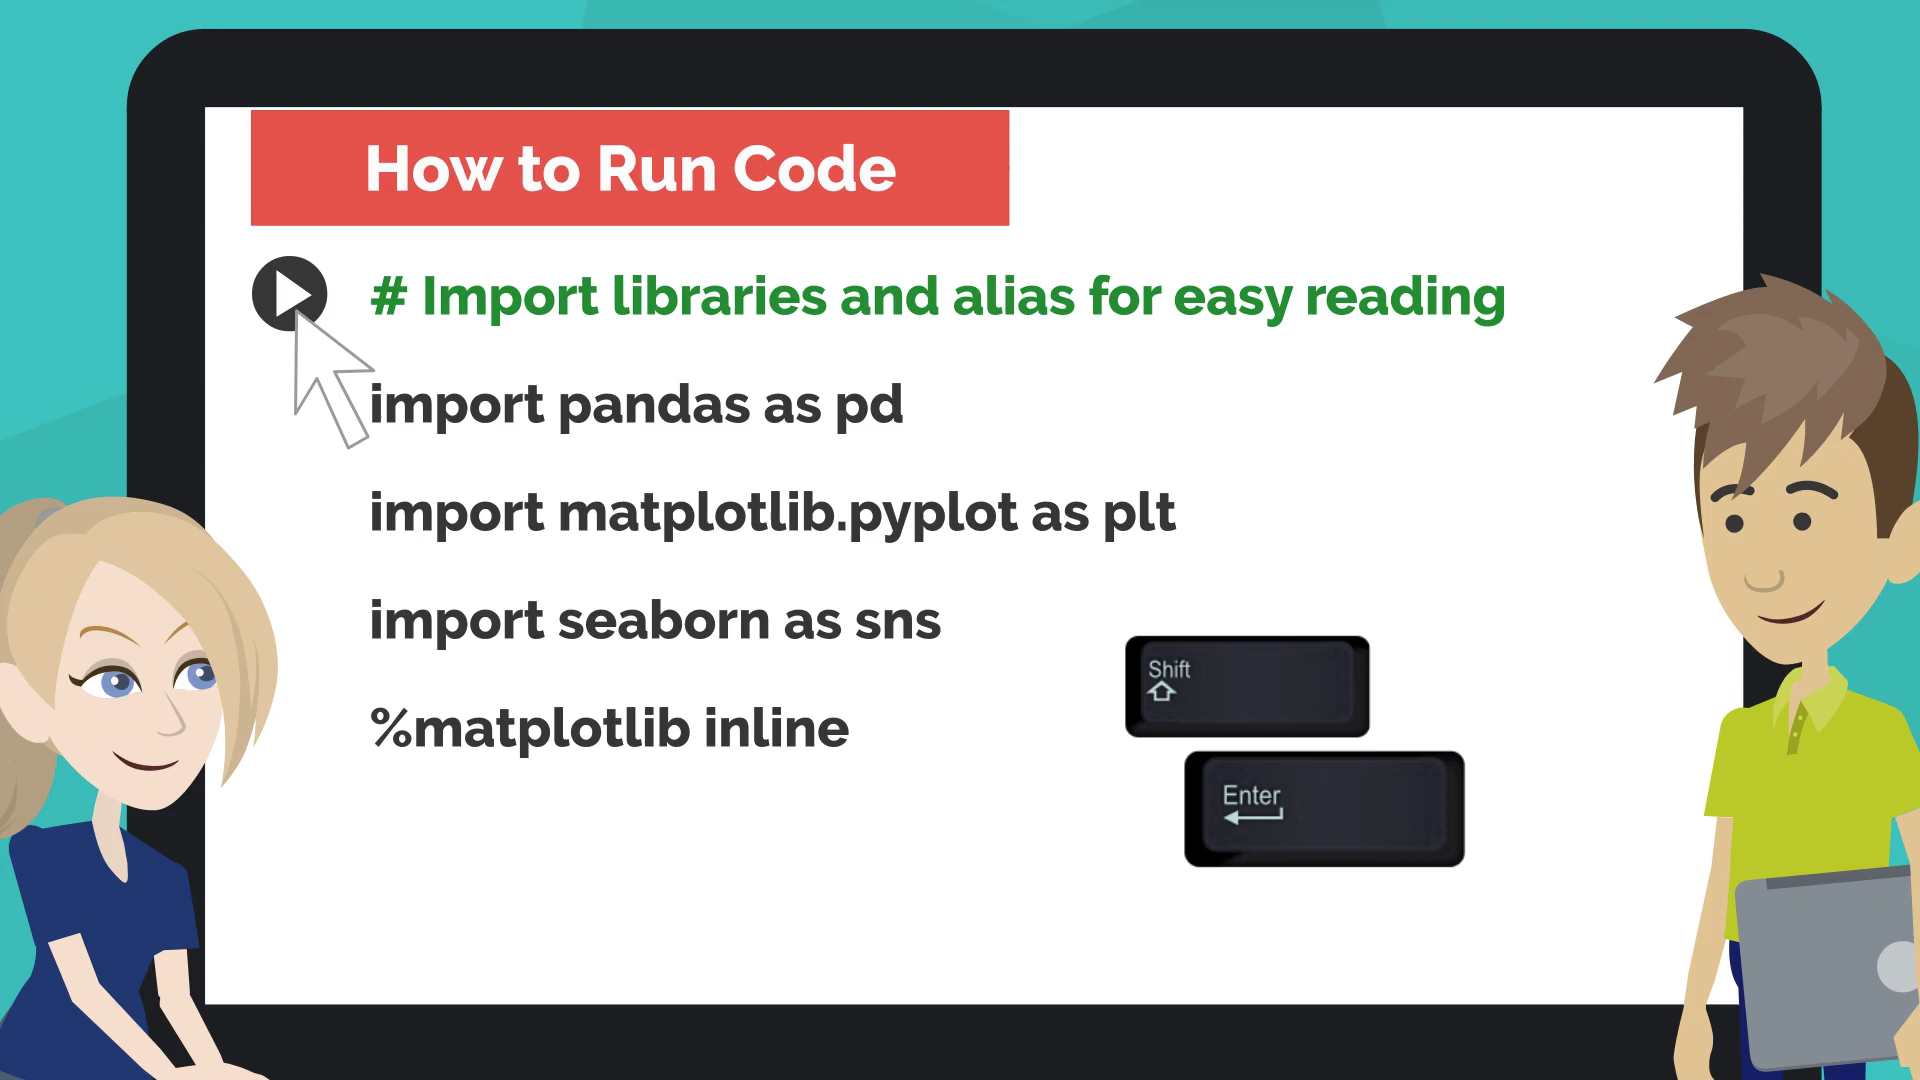 How to Run Code
# Import libraries and alias for easy reading
import pandas as pd
import matplotlib.pyplot as plt
import seaborn as sns
%matplotlib inline
Shift
Enter